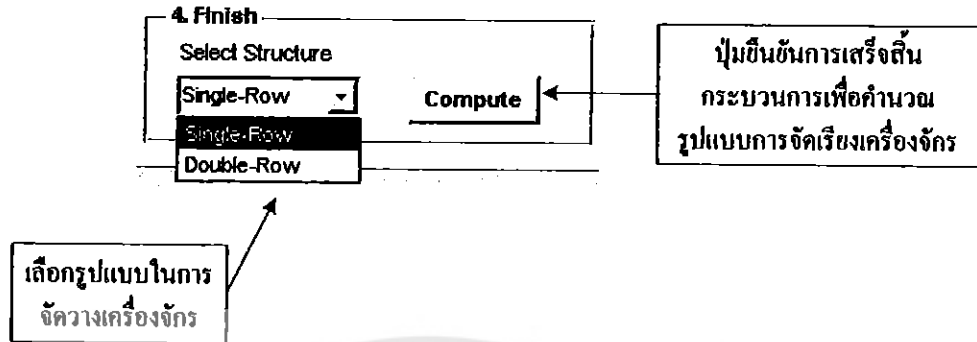 4. Finish
Select Structure
Single-Row
Compute
Single-Row
Double-Row
ปุ่มยืนยันการเสร็จสิ้น
กระบวนการเพื่อคำนวณ
รูปแบบการจัดเรียงเครื่องจักร
เลือกรูปแบบในการ
จัดวางเครื่องจักร